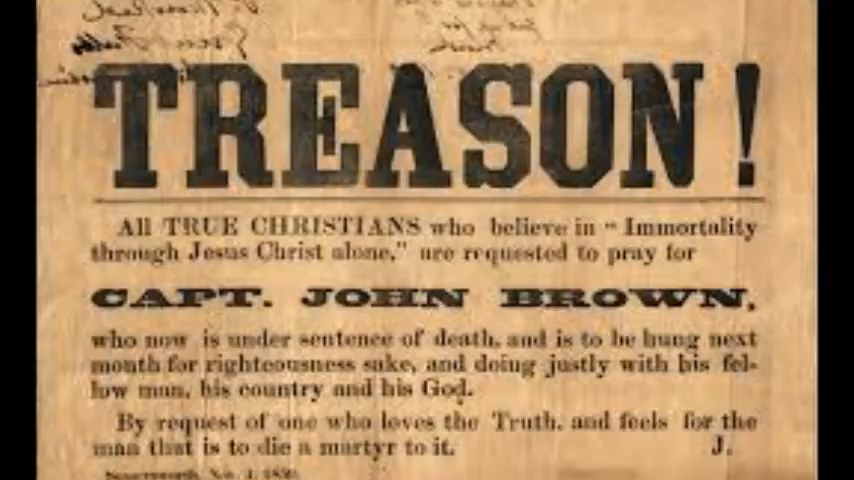 TREASON!
All TRUE CHRISTIANS who believe in "Immortality
through Jesus Christ alone," are requested to pray for
CAPT. JOHN BROWN,
who now is under sentence of death, and is to be hung next
month for righteousness sake, and doing justly with his fel-
low man, his country and his God.
By request of one who loves the Truth, and feels for the
man that is to die a martyr to it. J.